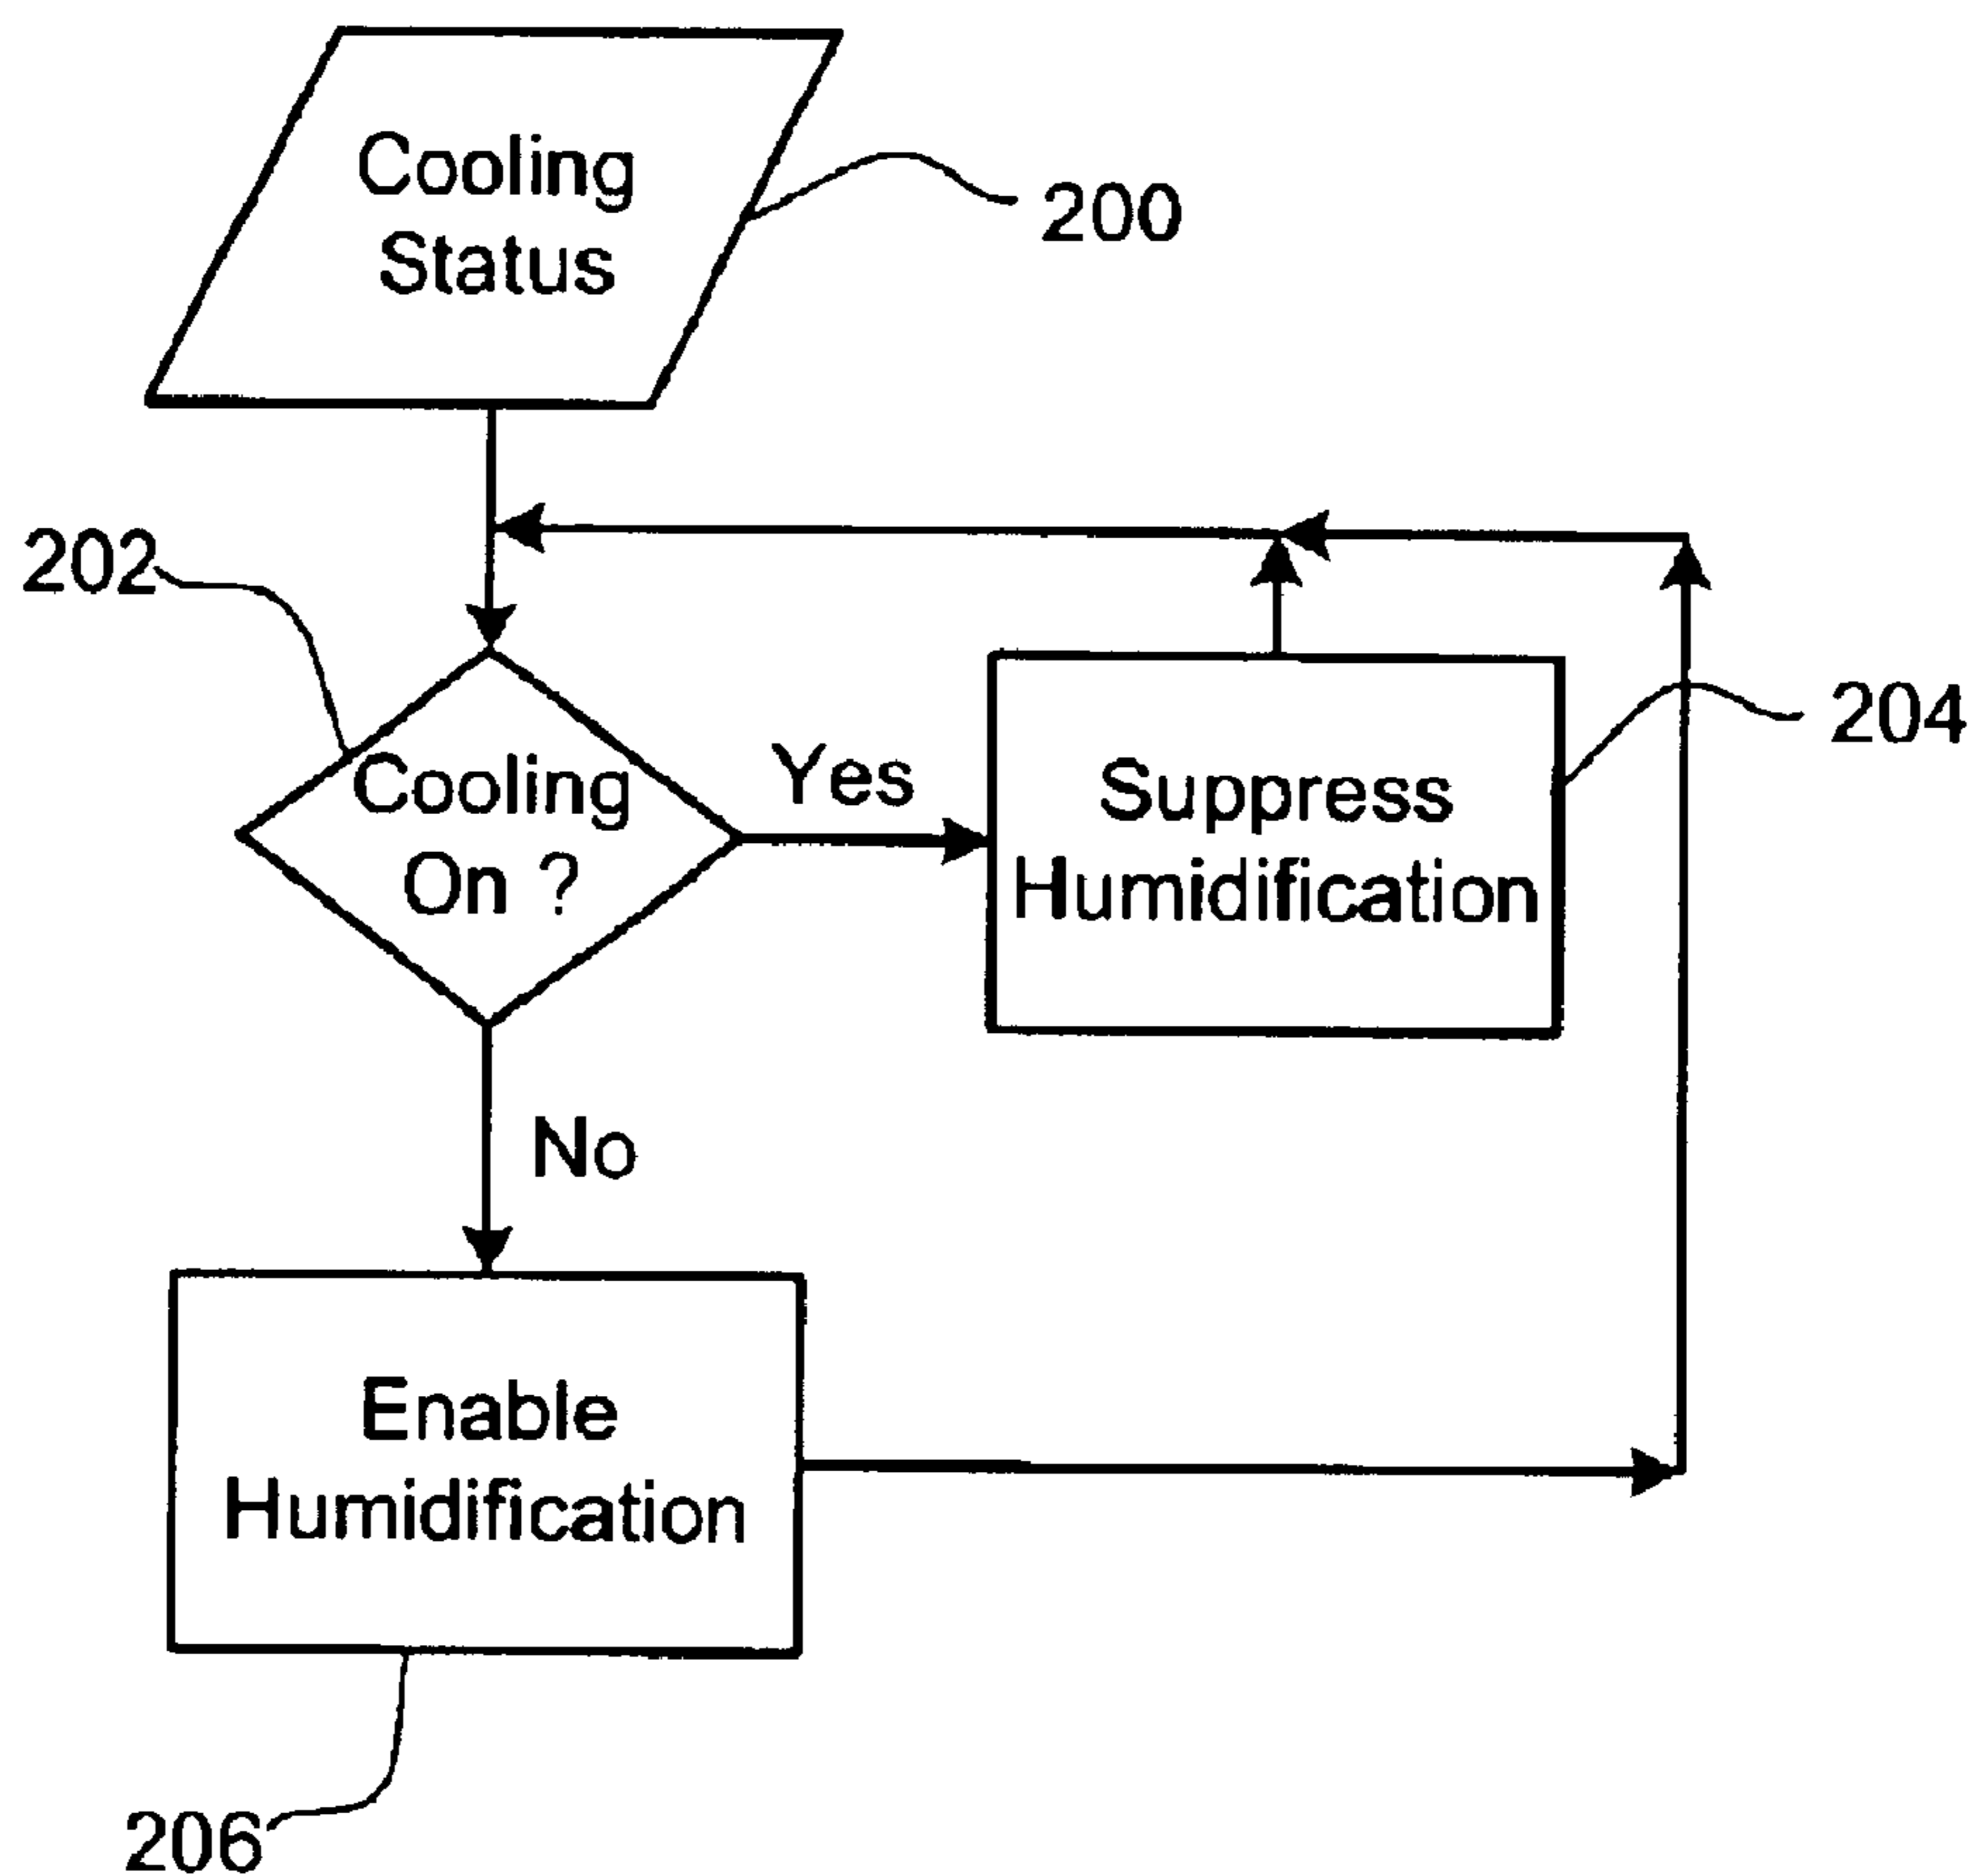 Cooling
Status
200
202
Cooling
On ?
Yes
Suppress
Humidification
204
No
Enable
Humidification
206